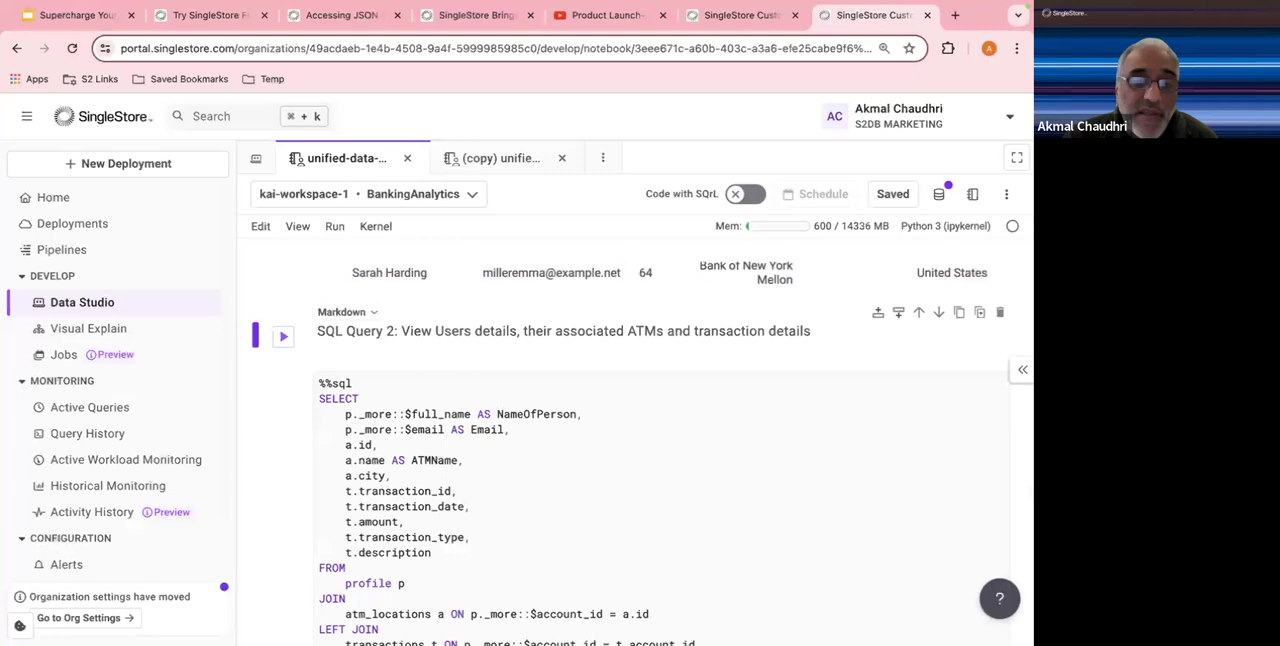 Supercharge Your
Try SingleStore F
Accessing JSON
SingleStore Bring
Product Launch-
SingleStore Cust
SingleStore Cust
portal.singlestore.com/organizations/49acdaeb-1e4b-4508-9a4f-5999985985c0/develop/notebook/3eee671c-a60b-403c-a3a6-efe25cabe9f6%...
A
Apps
S2 Links
Saved Bookmarks
Temp
SingleStore
Search
⌘ + k
AC
Akmal Chaudhri
S2DB MARKETING
+ New Deployment
Home
Deployments
Pipelines
DEVELOP
Data Studio
Visual Explain
Jobs Preview
MONITORING
Active Queries
Query History
Active Workload Monitoring
Historical Monitoring
Activity History Preview
CONFIGURATION
Alerts
Organization settings have moved
Go to Org Settings →
unified-data-...
(copy) unifie...
kai-workspace-1 • BankingAnalytics
Code with SQrL
Schedule
Saved
Edit View Run Kernel
Mem: 600 / 14336 MB Python 3 (ipykernel)
Sarah Harding milleremma@example.net 64 Bank of New York Mellon United States
Markdown
SQL Query 2: View Users details, their associated ATMs and transaction details
%%sql
SELECT
p._more::$full_name AS NameOfPerson,
p._more::$email AS Email,
a.id,
a.name AS ATMName,
a.city,
t.transaction_id,
t.transaction_date,
t.amount,
t.transaction_type,
t.description
FROM
profile p
JOIN
atm_locations a ON p._more::$account_id = a.id
LEFT JOIN
transactions t ON p._more::$account_id = t.account_id
?
SingleStore
Akmal Chaudhri